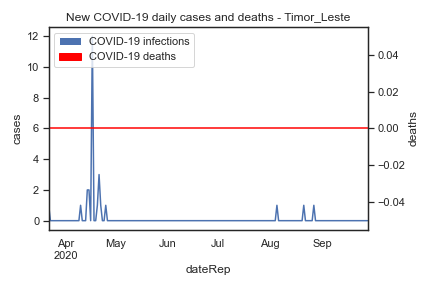 New COVID-19 daily cases and deaths - Timor_Leste
COVID-19 infections
COVID-19 deaths
12
10
8
6
4
2
0
cases
0.04
0.02
0.00
−0.02
−0.04
deaths
Apr
2020
May
Jun
Jul
Aug
Sep
dateRep